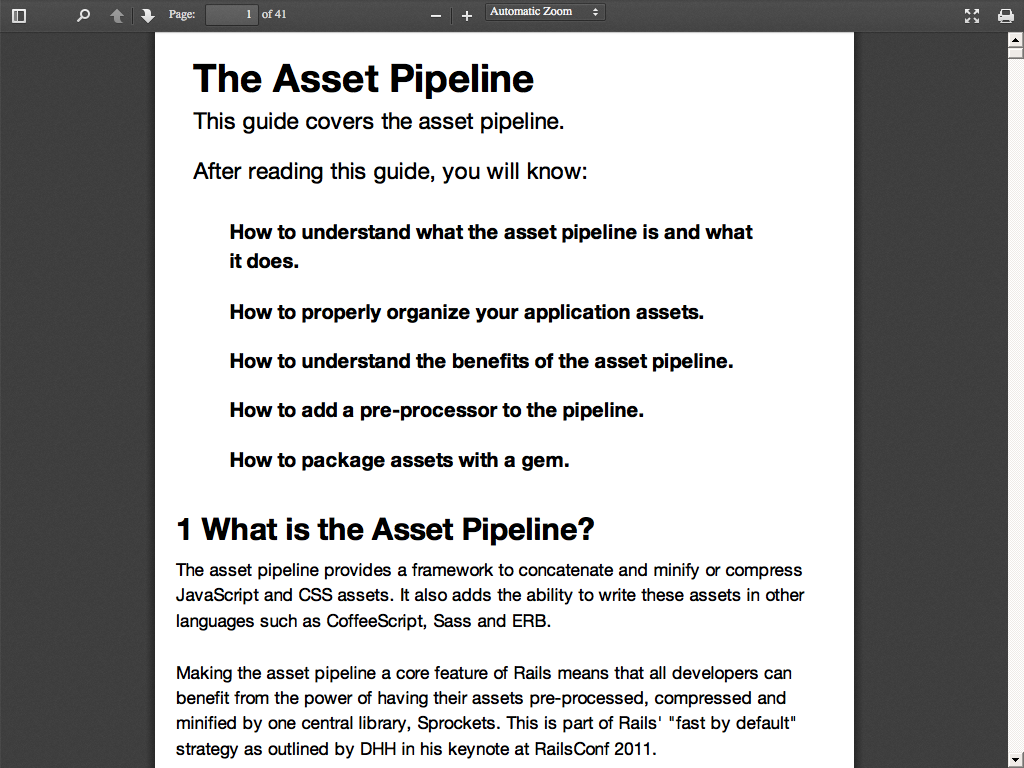 Page: 1 of 41 Automatic Zoom
The Asset Pipeline
This guide covers the asset pipeline.
After reading this guide, you will know:
How to understand what the asset pipeline is and what
it does.
How to properly organize your application assets.
How to understand the benefits of the asset pipeline.
How to add a pre-processor to the pipeline.
How to package assets with a gem.
1 What is the Asset Pipeline?
The asset pipeline provides a framework to concatenate and minify or compress
JavaScript and CSS assets. It also adds the ability to write these assets in other
languages such as CoffeeScript, Sass and ERB.
Making the asset pipeline a core feature of Rails means that all developers can
benefit from the power of having their assets pre-processed, compressed and
minified by one central library, Sprockets. This is part of Rails' "fast by default"
strategy as outlined by DHH in his keynote at RailsConf 2011.